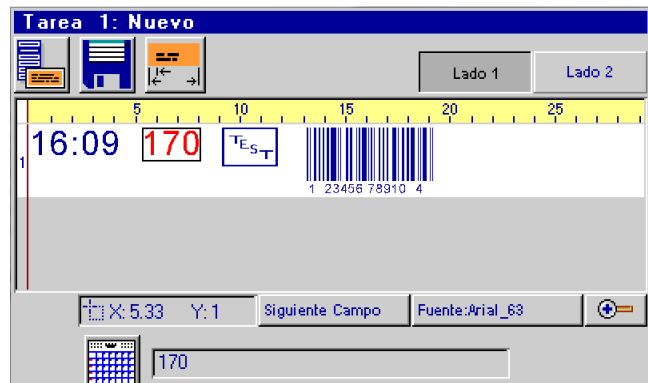 Tarea 1: Nuevo
Lado 1 Lado 2
5 10 15 20 25
16:09 170 TEST
1
1 23456 78910 4
X: 5.33 Y: 1 Siguiente Campo Fuente:Arial_63
170